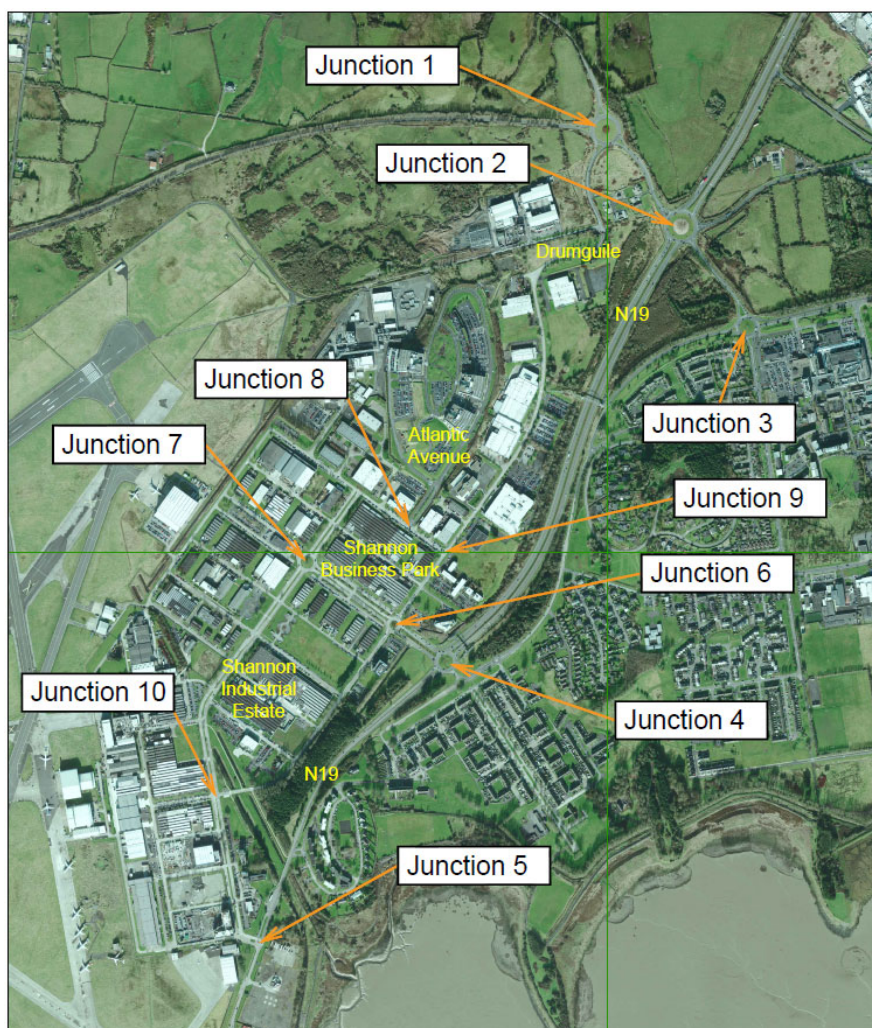 Junction 1
Junction 2
Drumguile
N19
Junction 8
Junction 3
Junction 7
Atlantic
Avenue
Junction 9
Shannon
Business Park
Junction 6
Shannon
Industrial
Estate
Junction 10
Junction 4
N19
Junction 5